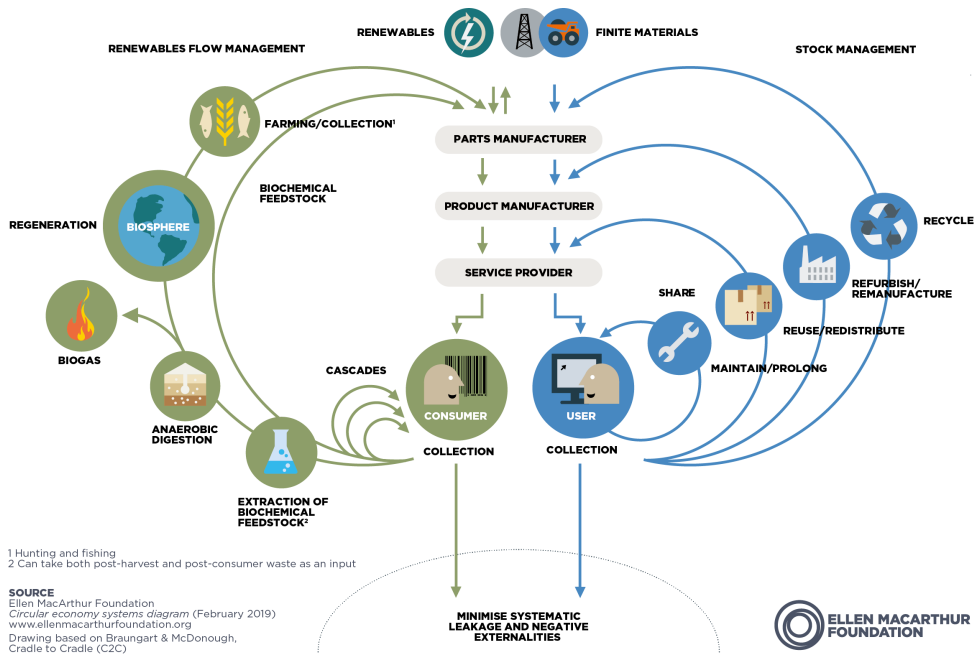 RENEWABLES
FINITE MATERIALS
RENEWABLES FLOW MANAGEMENT
STOCK MANAGEMENT
FARMING/COLLECTION¹
PARTS MANUFACTURER
BIOCHEMICAL
FEEDSTOCK
PRODUCT MANUFACTURER
REGENERATION
BIOSPHERE
RECYCLE
SERVICE PROVIDER
SHARE
REFURBISH/
REMANUFACTURE
REUSE/REDISTRIBUTE
BIOGAS
CASCADES
MAINTAIN/PROLONG
CONSUMER
USER
ANAEROBIC
DIGESTION
COLLECTION
COLLECTION
EXTRACTION OF
BIOCHEMICAL
FEEDSTOCK²
1 Hunting and fishing
2 Can take both post-harvest and post-consumer waste as an input
SOURCE
Ellen MacArthur Foundation
Circular economy systems diagram (February 2019)
www.ellenmacarthurfoundation.org
Drawing based on Braungart & McDonough,
Cradle to Cradle (C2C)
MINIMISE SYSTEMATIC
LEAKAGE AND NEGATIVE
EXTERNALITIES
ELLEN MACARTHUR
FOUNDATION